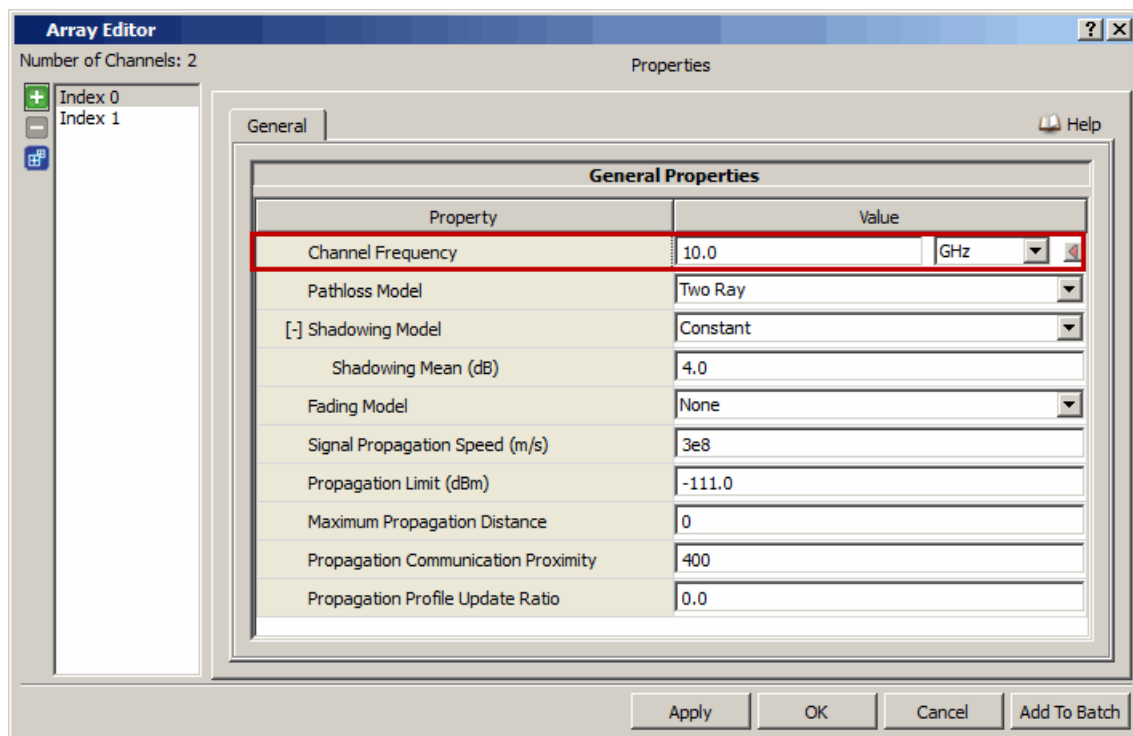 Array Editor
Number of Channels: 2
Properties
Index 0
Index 1
General
Help
General Properties
Property Value
Channel Frequency 10.0 GHz
Pathloss Model Two Ray
[-] Shadowing Model Constant
Shadowing Mean (dB) 4.0
Fading Model None
Signal Propagation Speed (m/s) 3e8
Propagation Limit (dBm) -111.0
Maximum Propagation Distance 0
Propagation Communication Proximity 400
Propagation Profile Update Ratio 0.0
Apply OK Cancel Add To Batch